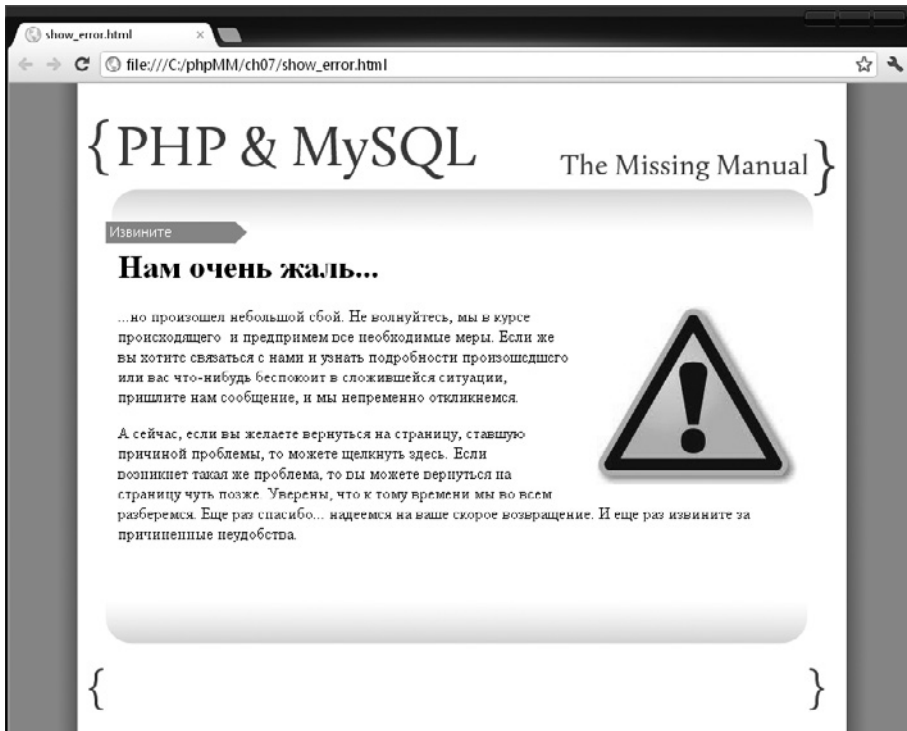 show_error.html
file:///C:/phpMM/ch07/show_error.html
{PHP & MySQL
The Missing Manual}
Извините
Нам очень жаль...
...но произошел небольшой сбой. Не волнуйтесь, мы в курсе
происходящего и предпримем все необходимые меры. Если же
вы хотите связаться с нами и узнать подробности произошедшего
или вас что-нибудь беспокоит в сложившейся ситуации,
пришлите нам сообщение, и мы непременно откликнемся.
А сейчас, если вы желаете вернуться на страницу, ставшую
причиной проблемы, то можете щелкнуть здесь. Если
возникнет такая же проблема, то вы можете вернуться на
страницу чуть позже. Уверены, что к тому времени мы во всем
разберемся. Еще раз спасибо... надеемся на ваше скорое возвращение. И еще раз извините за
причиненные неудобства.
{ }